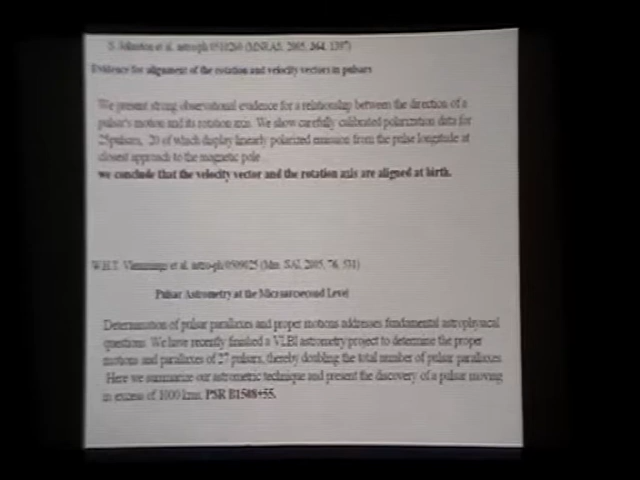 S. Johnston et al. astro-ph/0510260 (MNRAS, 2005, 364, 1397)
Evidence for alignment of the rotation and velocity vectors in pulsars
We present strong observational evidence for a relationship between the direction of a
pulsar's motion and its rotation axis. We show carefully calibrated polarization data for
25pulsars, 20 of which display linearly polarized emission from the pulse longitude at
closest approach to the magnetic pole.
we conclude that the velocity vector and the rotation axis are aligned at birth.
W.H.T. Vlemmings et al. astro-ph/0509025 (Mm. SAI, 2005, 76, 531)
Pulsar Astrometry at the Microarcsecond Level
Determination of pulsar parallaxes and proper motions addresses fundamental astrophysical
questions. We have recently finished a VLBI astrometry project to determine the proper
motions and parallaxes of 27 pulsars, thereby doubling the total number of pulsar parallaxes.
Here we summarize our astrometric technique and present the discovery of a pulsar moving
in excess of 1000 kms. PSR B1508+55.